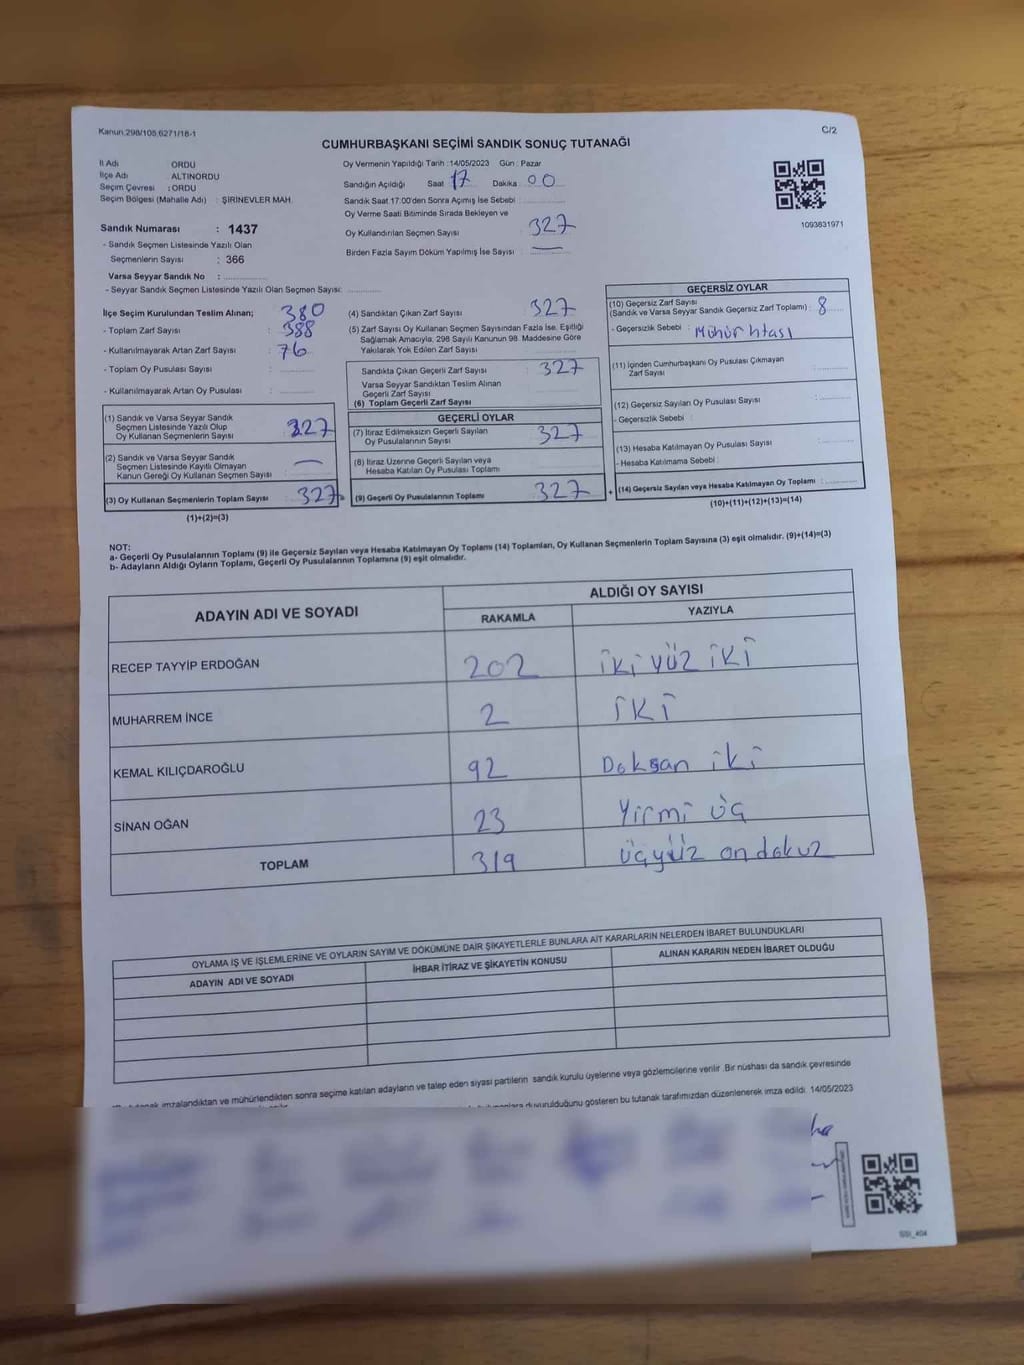 Kanun.298/105,6271/18-1
C/2
CUMHURBAŞKANI SEÇİMİ SANDIK SONUÇ TUTANAĞI
İl Adı ORDU
İlçe Adı ALTINORDU
Seçim Çevresi : ORDU
Seçim Bölgesi (Mahalle Adı) : ŞİRİNEVLER MAH.
Sandık Numarası : 1437
- Sandık Seçmen Listesinde Yazılı Olan
Seçmenlerin Sayısı : 366
Varsa Seyyar Sandık No :
- Seyyar Sandık Seçmen Listesinde Yazılı Olan Seçmen Sayısı:
Oy Vermenin Yapıldığı Tarih :14/05/2023 Gün : Pazar
Sandığın Açıldığı Saat 17 Dakika 00
Sandık Saat 17:00'den Sonra Açımış İse Sebebi :
Oy Verme Saati Bitiminde Sırada Bekleyen ve
Oy Kullandırılan Seçmen Sayısı : 327
Birden Fazla Sayım Döküm Yapılmış İse Sayısı : —
1093831971
İlçe Seçim Kurulundan Teslim Alınan; 380
- Toplam Zarf Sayısı : 388
- Kullanılmayarak Artan Zarf Sayısı : 76
- Toplam Oy Pusulası Sayısı :
- Kullanılmayarak Artan Oy Pusulası :
(1) Sandık ve Varsa Seyyar Sandık
Seçmen Listesinde Yazılı Olup
Oy Kullanan Seçmenlerin Sayısı : 327
(2) Sandık ve Varsa Seyyar Sandık
Seçmen Listesinde Kayıtlı Olmayan
Kanun Gereği Oy Kullanan Seçmen Sayısı : —
(3) Oy Kullanan Seçmenlerin Toplam Sayısı : 327
(1)+(2)=(3)
(4) Sandıktan Çıkan Zarf Sayısı : 327
(5) Zarf Sayısı Oy Kullanan Seçmen Sayısından Fazla İse, Eşitliği
Sağlamak Amacıyla, 298 Sayılı Kanunun 98. Maddesine Göre
Yakılarak Yok Edilen Zarf Sayısı :
Sandıkta Çıkan Geçerli Zarf Sayısı : 327
Varsa Seyyar Sandıktan Teslim Alınan
Geçerli Zarf Sayısı
(6) Toplam Geçerli Zarf Sayısı
GEÇERLİ OYLAR
(7) İtiraz Edilmeksizin Geçerli Sayılan
Oy Pusulalarının Sayısı : 327
(8) İtiraz Üzerine Geçerli Sayılan veya
Hesaba Katılan Oy Pusulası Toplamı :
(9) Geçerli Oy Pusulalarının Toplamı : 327
GEÇERSİZ OYLAR
(10) Geçersiz Zarf Sayısı
(Sandık ve Varsa Seyyar Sandık Geçersiz Zarf Toplamı) : 8
- Geçersizlik Sebebi : Mühür htası
(11) İçinden Cumhurbaşkanı Oy Pusulası Çıkmayan
Zarf Sayısı :
(12) Geçersiz Sayılan Oy Pusulası Sayısı :
- Geçersizlik Sebebi :
(13) Hesaba Katılmayan Oy Pusulası Sayısı :
- Hesaba Katılmama Sebebi :
+ (14) Geçersiz Sayılan veya Hesaba Katılmayan Oy Toplamı :
(10)+(11)+(12)+(13)=(14)
NOT:
a- Geçerli Oy Pusulalarının Toplamı (9) ile Geçersiz Sayılan veya Hesaba Katılmayan Oy Toplamı (14) Toplamları, Oy Kullanan Seçmenlerin Toplam Sayısına (3) eşit olmalıdır. (9)+(14)=(3)
b- Adayların Aldığı Oyların Toplamı, Geçerli Oy Pusulalarının Toplamına (9) eşit olmalıdır.
ADAYIN ADI VE SOYADI
ALDIĞI OY SAYISI
RAKAMLA YAZIYLA
RECEP TAYYİP ERDOĞAN 202 iki yüz iki
MUHARREM İNCE 2 İKİ
KEMAL KILIÇDAROĞLU 92 Doksan iki
SİNAN OĞAN 23 Yirmi üç
TOPLAM 319 üçyüz on dokuz
OYLAMA İŞ VE İŞLEMLERİNE VE OYLARIN SAYIM VE DÖKÜMÜNE DAİR ŞİKAYETLERLE BUNLARA AİT KARARLARIN NELERDEN İBARET BULUNDUKLARI
ADAYIN ADI VE SOYADI İHBAR İTİRAZ VE ŞİKAYETİN KONUSU ALINAN KARARIN NEDEN İBARET OLDUĞU
tutanak imzalandıktan ve mühürlendikten sonra seçime katılan adayların ve talep eden siyasi partilerin sandık kurulu üyelerine veya gözlemcilerine verilir. Bir nüshası da sandık çevresinde
duyurulduğunu gösteren bu tutanak tarafımızdan düzenlenerek imza edildi. 14/05/2023
SSI_404